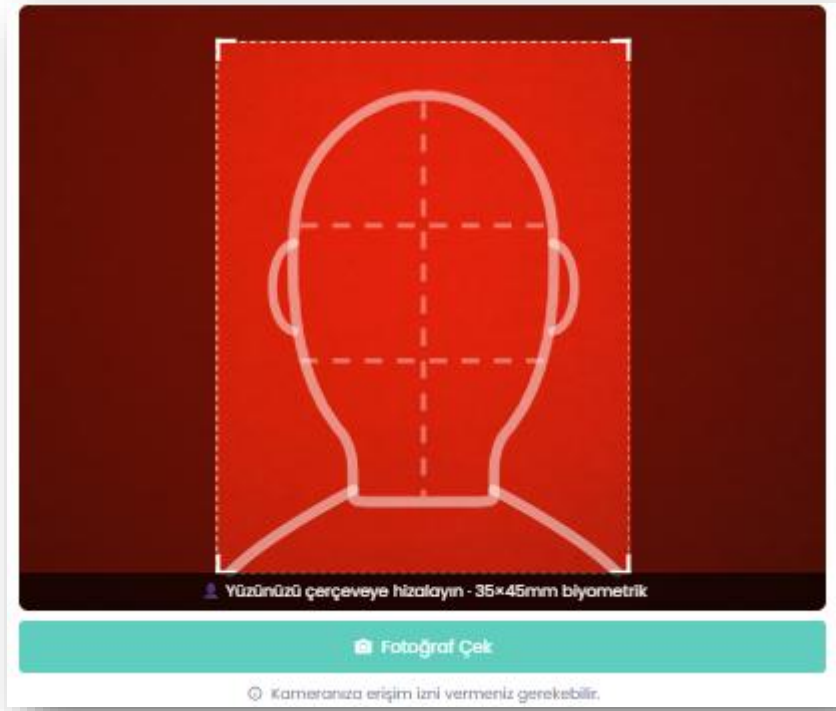 Yüzünüzü çerçeveye hizalayın - 35×45mm biyometrik
Fotoğraf Çek
Kameranıza erişim izni vermeniz gerekebilir.